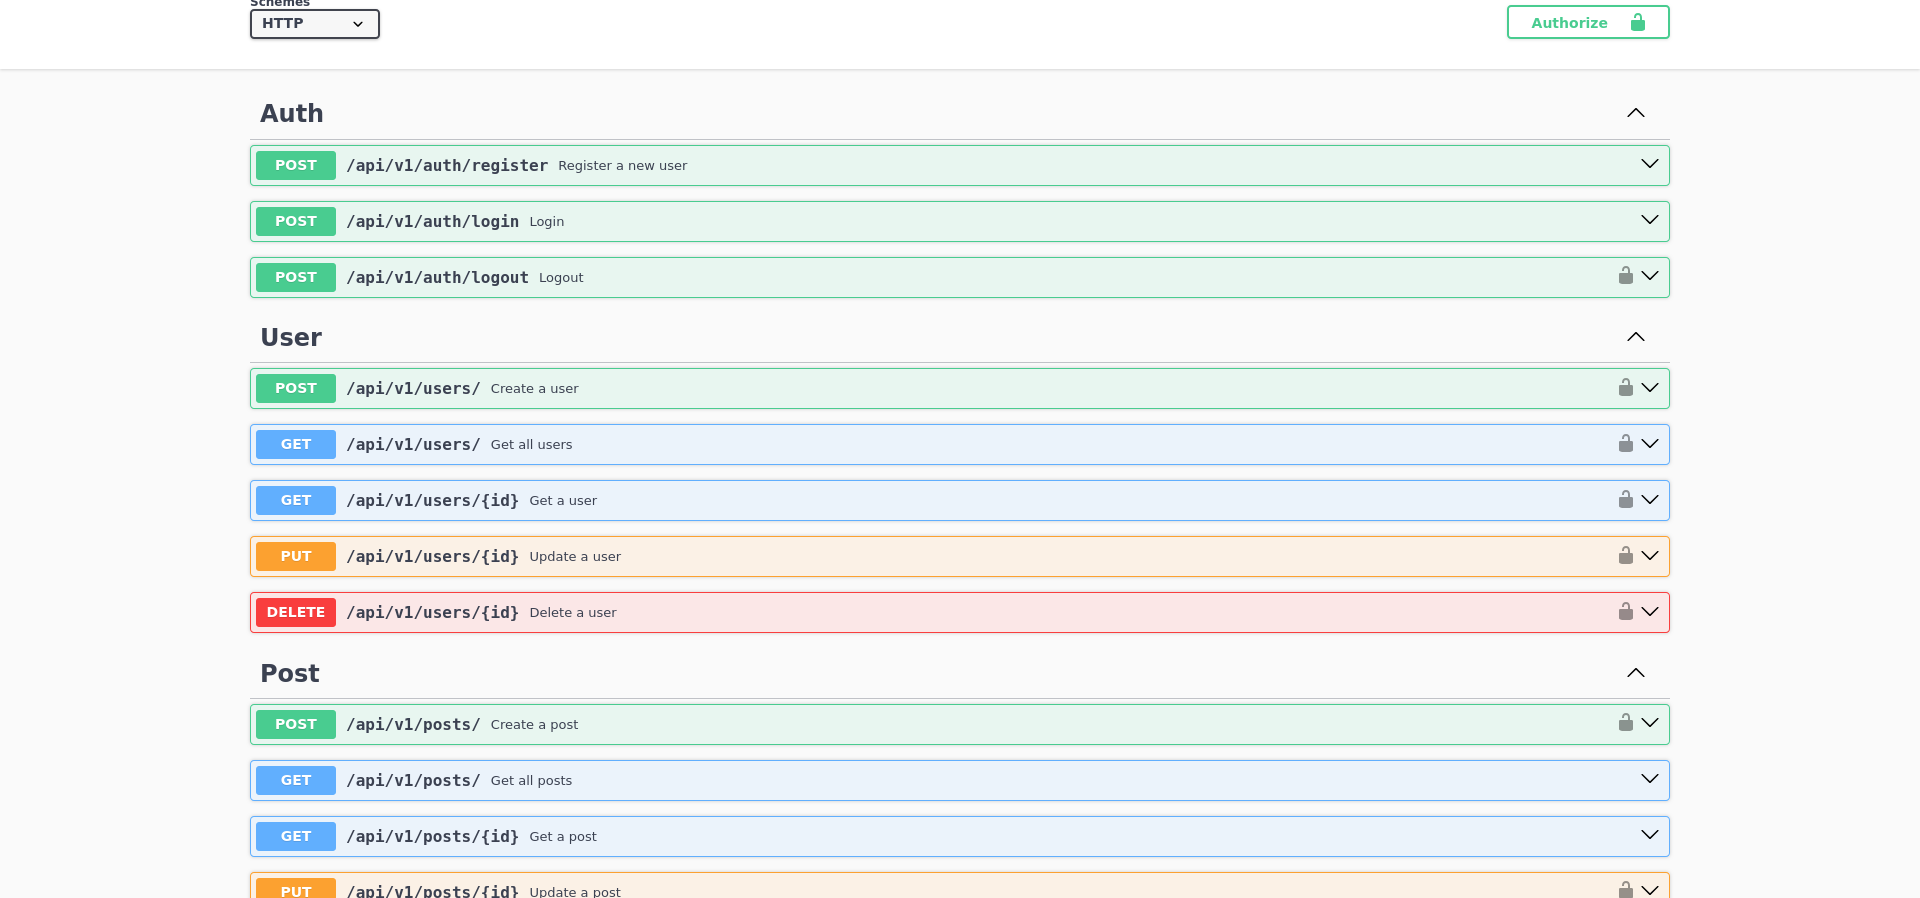 Schemes
HTTP
Authorize
Auth
POST /api/v1/auth/register Register a new user
POST /api/v1/auth/login Login
POST /api/v1/auth/logout Logout
User
POST /api/v1/users/ Create a user
GET /api/v1/users/ Get all users
GET /api/v1/users/{id} Get a user
PUT /api/v1/users/{id} Update a user
DELETE /api/v1/users/{id} Delete a user
Post
POST /api/v1/posts/ Create a post
GET /api/v1/posts/ Get all posts
GET /api/v1/posts/{id} Get a post
PUT /api/v1/posts/{id} Update a post